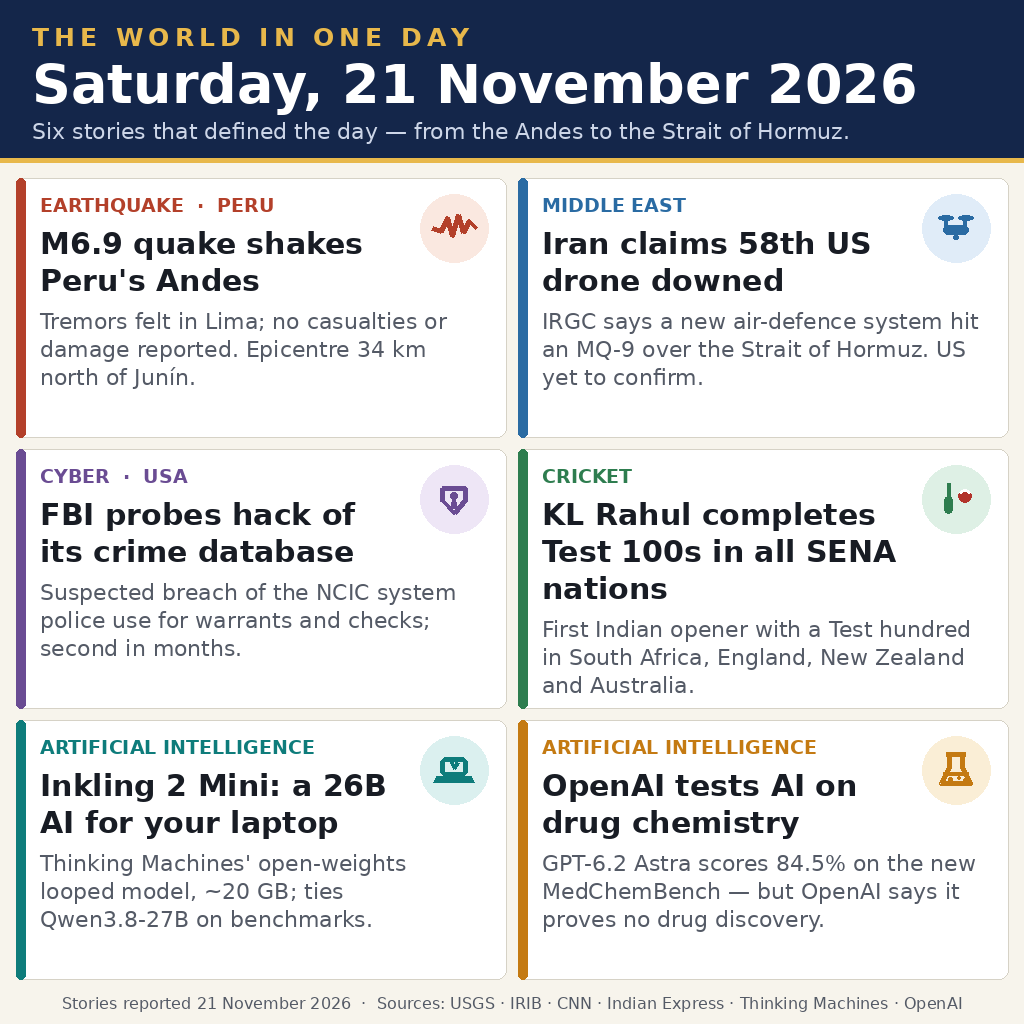 THE WORLD IN ONE DAY
Saturday, 21 November 2026
Six stories that defined the day — from the Andes to the Strait of Hormuz.
EARTHQUAKE · PERU
M6.9 quake shakes
Peru's Andes
Tremors felt in Lima; no casualties or
damage reported. Epicentre 34 km
north of Junín.
MIDDLE EAST
Iran claims 58th US
drone downed
IRGC says a new air-defence system hit
an MQ-9 over the Strait of Hormuz. US
yet to confirm.
CYBER · USA
FBI probes hack of
its crime database
Suspected breach of the NCIC system
police use for warrants and checks;
second in months.
CRICKET
KL Rahul completes
Test 100s in all SENA
nations
First Indian opener with a Test hundred
in South Africa, England, New Zealand
and Australia.
ARTIFICIAL INTELLIGENCE
Inkling 2 Mini: a 26B
AI for your laptop
Thinking Machines' open-weights
looped model, ~20 GB; ties
Qwen3.8-27B on benchmarks.
ARTIFICIAL INTELLIGENCE
OpenAI tests AI on
drug chemistry
GPT-6.2 Astra scores 84.5% on the new
MedChemBench — but OpenAI says it
proves no drug discovery.
Stories reported 21 November 2026 · Sources: USGS · IRIB · CNN · Indian Express · Thinking Machines · OpenAI